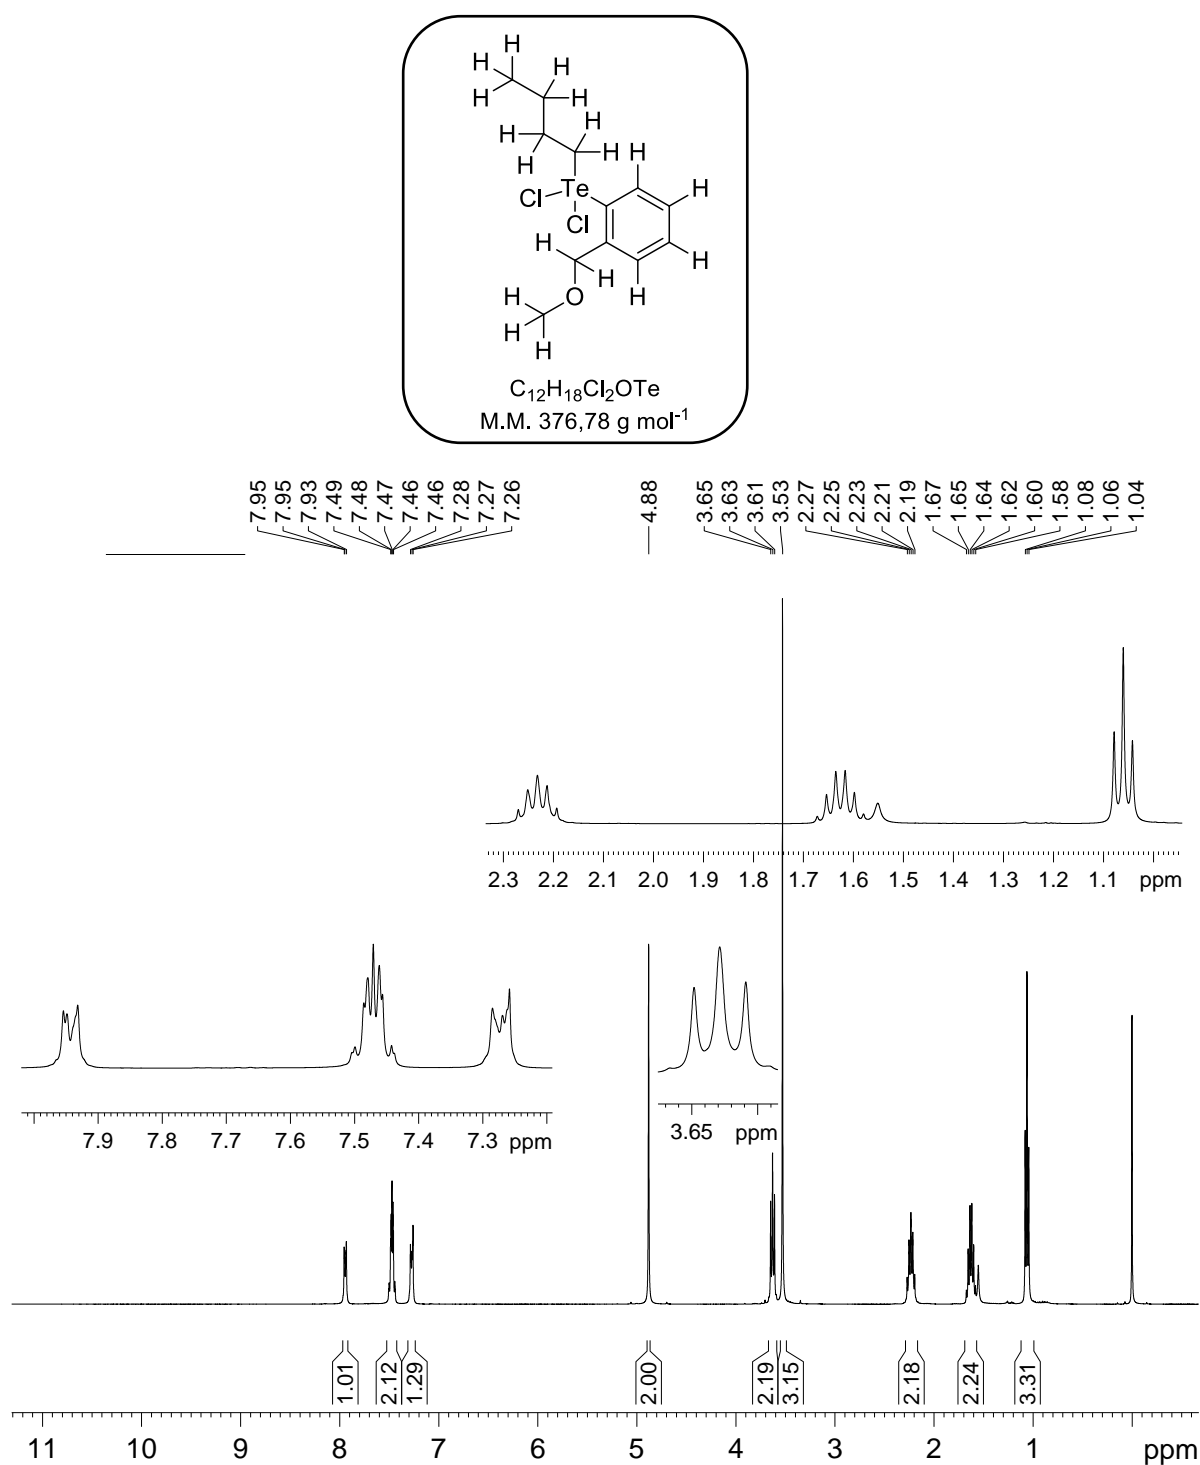 H
H
H
H
H
H
H
H
H
H
Te
Cl
Cl
H
H
H
H
H
O
H
H
H
C12H18Cl2OTe
M.M. 376,78 g mol-1
7.95
7.95
7.93
7.49
7.48
7.47
7.46
7.46
7.28
7.27
7.26
4.88
3.65
3.63
3.61
3.53
2.27
2.25
2.23
2.21
2.19
1.67
1.65
1.64
1.62
1.60
1.58
1.08
1.06
1.04
2.3 2.2 2.1 2.0 1.9 1.8 1.7 1.6 1.5 1.4 1.3 1.2 1.1 ppm
7.9 7.8 7.7 7.6 7.5 7.4 7.3 ppm
3.65 ppm
1.01
2.12
1.29
2.00
2.19
3.15
2.18
2.24
3.31
11 10 9 8 7 6 5 4 3 2 1 ppm